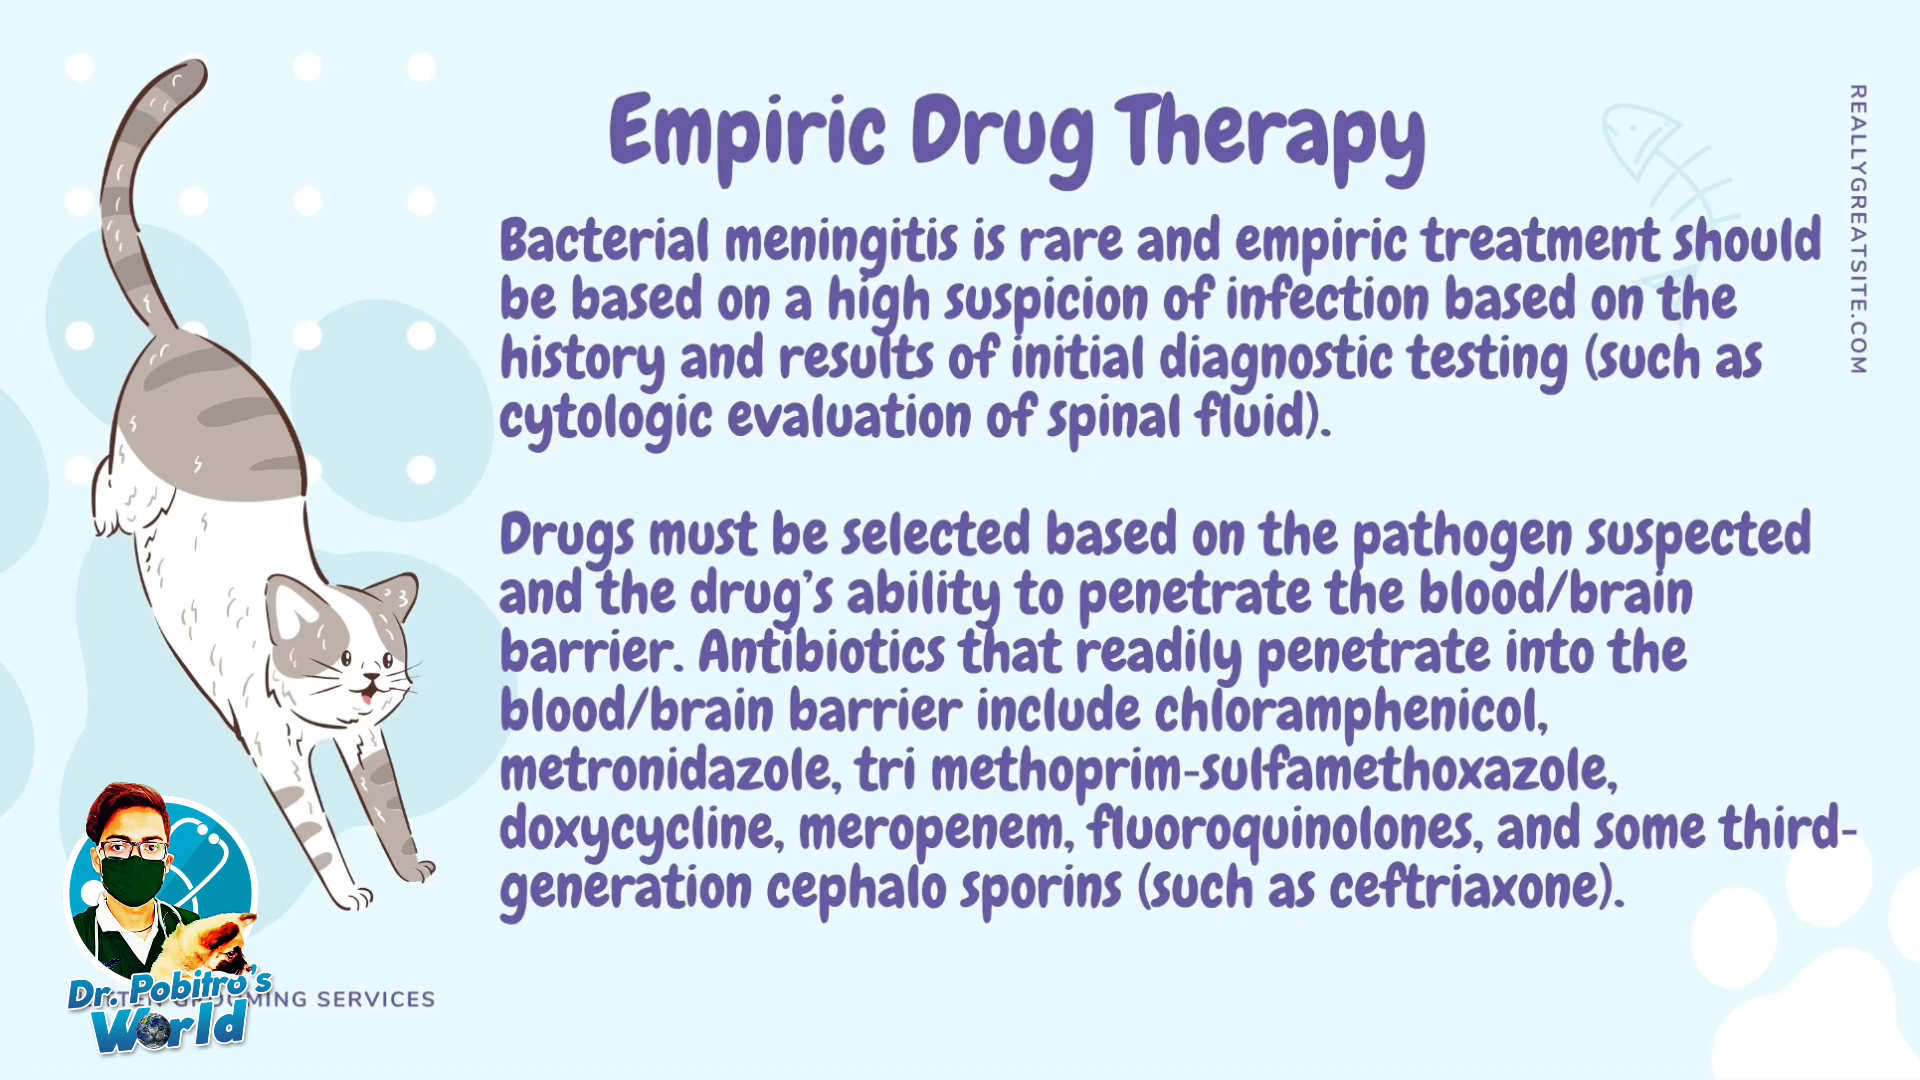 Empiric Drug Therapy
Bacterial meningitis is rare and empiric treatment should
be based on a high suspicion of infection based on the
history and results of initial diagnostic testing (such as
cytologic evaluation of spinal fluid).
Drugs must be selected based on the pathogen suspected
and the drug's ability to penetrate the blood/brain
barrier. Antibiotics that readily penetrate into the
blood/brain barrier include chloramphenicol,
metronidazole, tri methoprim-sulfamethoxazole,
doxycycline, meropenem, fluoroquinolones, and some third-
generation cephalo sporins (such as ceftriaxone).
REALLYGREATSITE.COM
Dr. Pobitro's
World
SERVICES